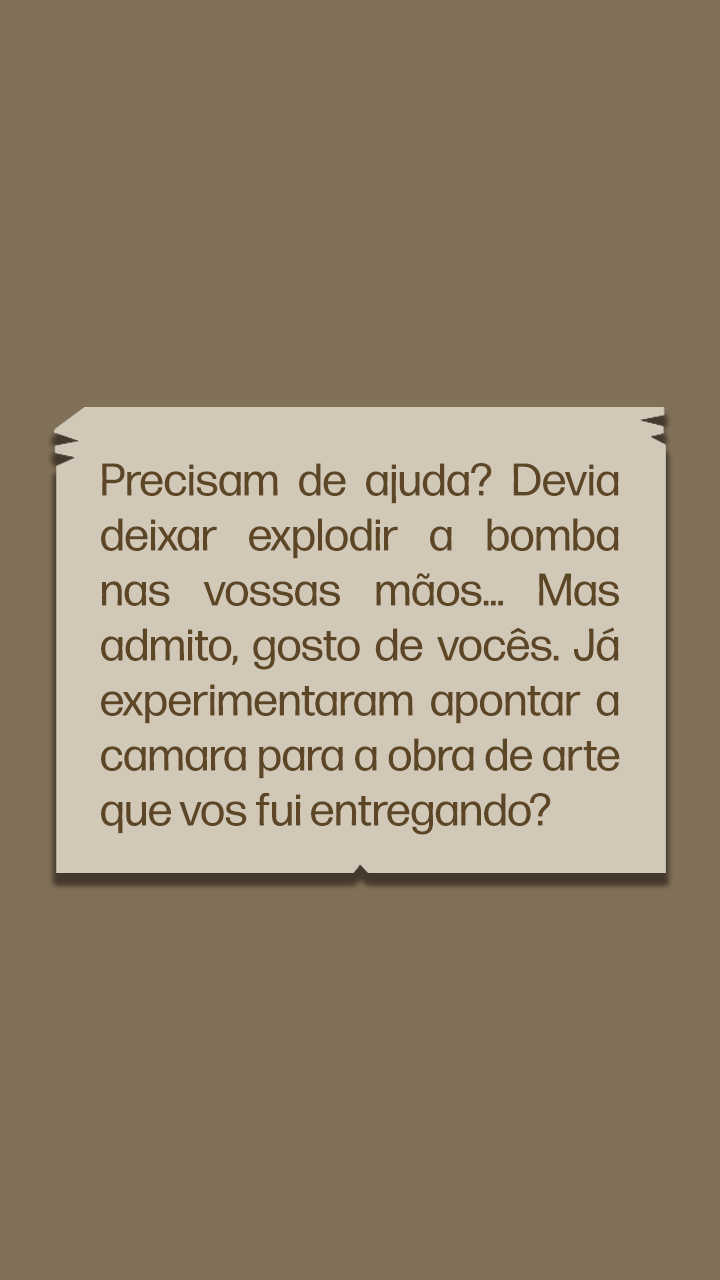 Precisam de ajuda? Devia
deixar explodir a bomba
nas vossas mãos... Mas
admito, gosto de vocês. Já
experimentaram apontar a
camara para a obra de arte
que vos fui entregando?